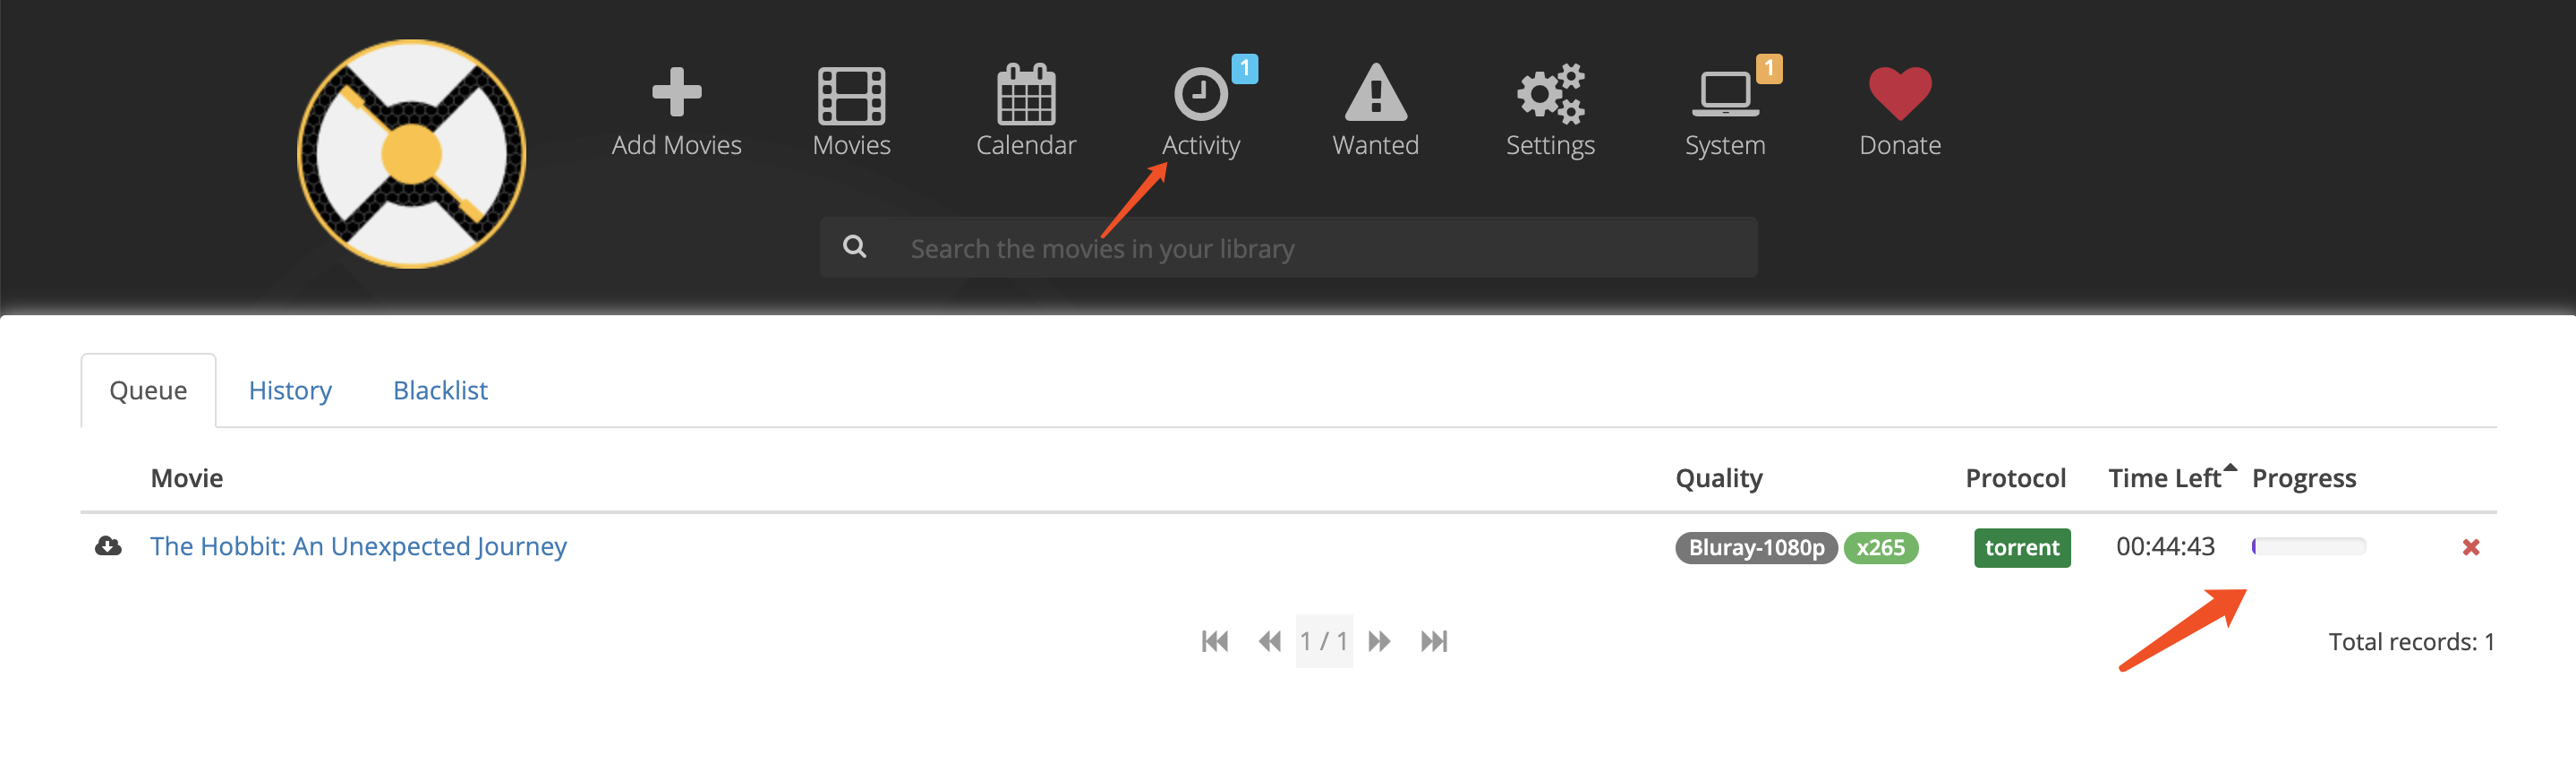 1 1
Add Movies Movies Calendar Activity Wanted Settings System Donate
Search the movies in your library
Queue History Blacklist
Movie Quality Protocol Time Left Progress
The Hobbit: An Unexpected Journey Bluray-1080p x265 torrent 00:44:43
1 / 1 Total records: 1